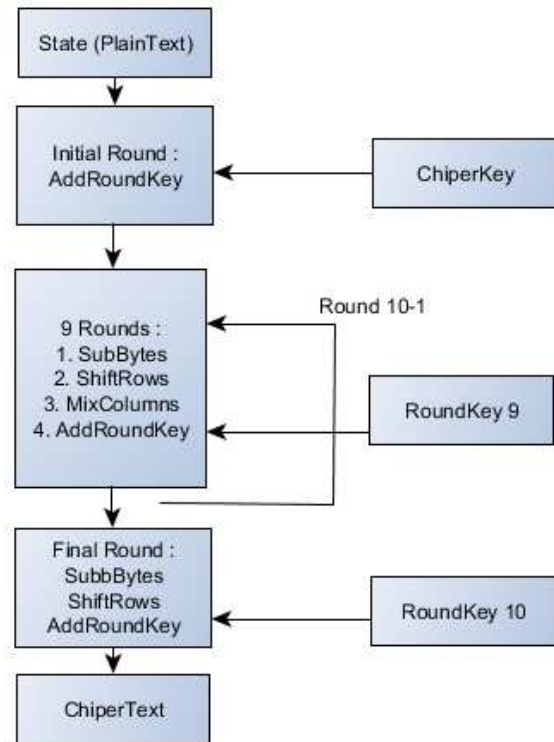 State (PlainText)
Initial Round :
AddRoundKey
ChiperKey
Round 10-1
9 Rounds :
1. SubBytes
2. ShiftRows
3. MixColumns
4. AddRoundKey
RoundKey 9
Final Round :
SubbBytes
ShiftRows
AddRoundKey
RoundKey 10
ChiperText